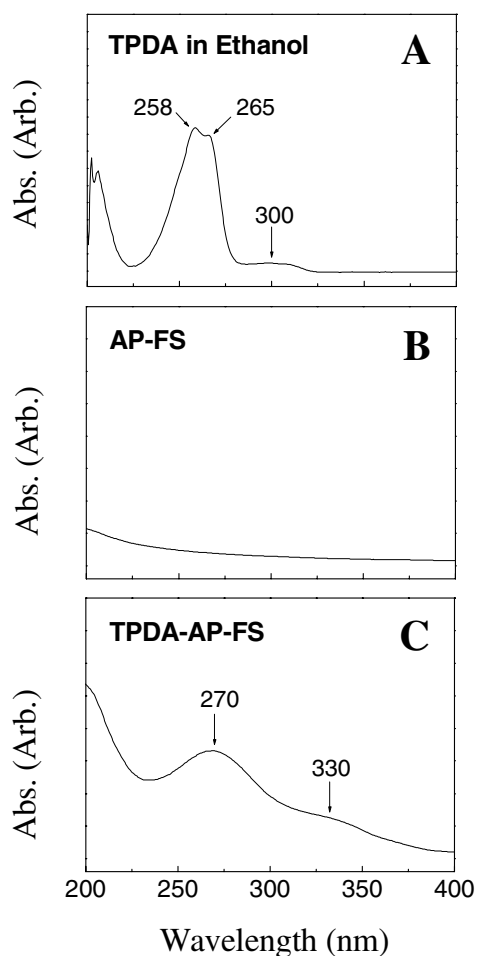 TPDA in Ethanol
A
258
265
300
Abs. (Arb.)
AP-FS
B
Abs. (Arb.)
TPDA-AP-FS
C
270
330
Abs. (Arb.)
200 250 300 350 400
Wavelength (nm)